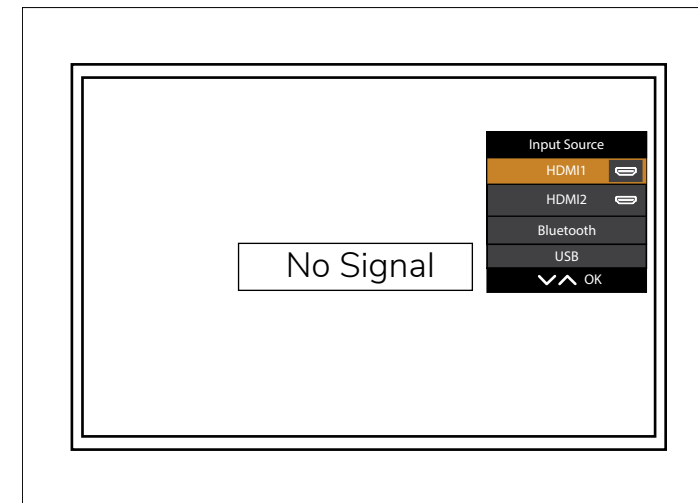 Input Source
HDMI1
HDMI2
Bluetooth
USB
OK
No Signal